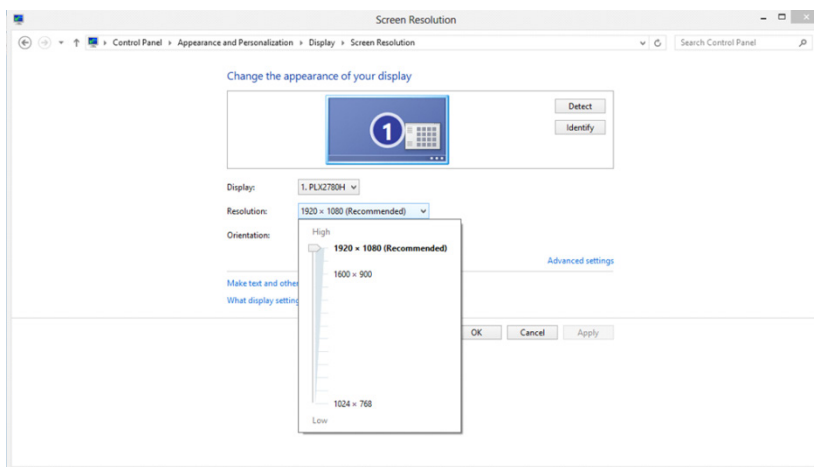 Screen Resolution
Control Panel Appearance and Personalization Display Screen Resolution
Search Control Panel
Change the appearance of your display
1
Detect
Identify
Display:
1. PLX2780H
Resolution:
1920 × 1080 (Recommended)
Orientation:
High
1920 × 1080 (Recommended)
1600 × 900
1024 × 768
Low
Advanced settings
Make text and othe
What display setting
OK
Cancel
Apply